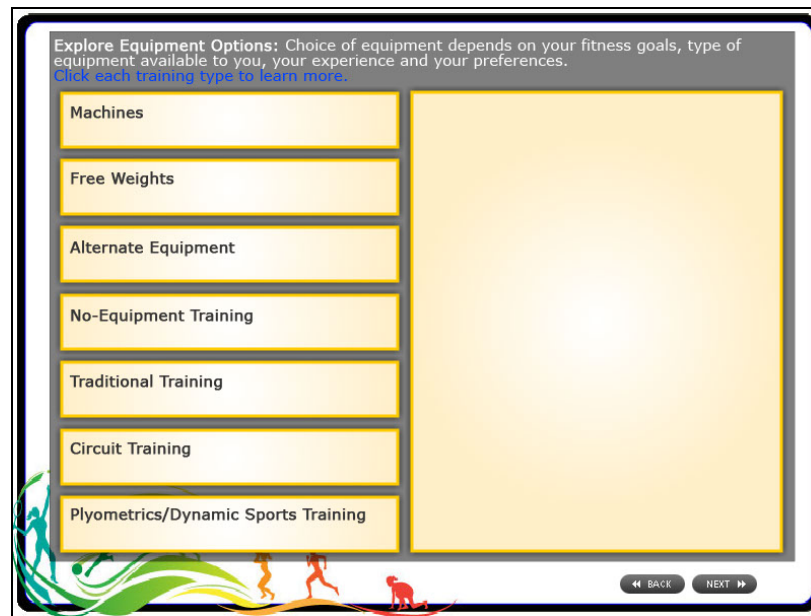 Explore Equipment Options: Choice of equipment depends on your fitness goals, type of
equipment available to you, your experience and your preferences.
Click each training type to learn more.
Machines
Free Weights
Alternate Equipment
No-Equipment Training
Traditional Training
Circuit Training
Plyometrics/Dynamic Sports Training
BACK
NEXT